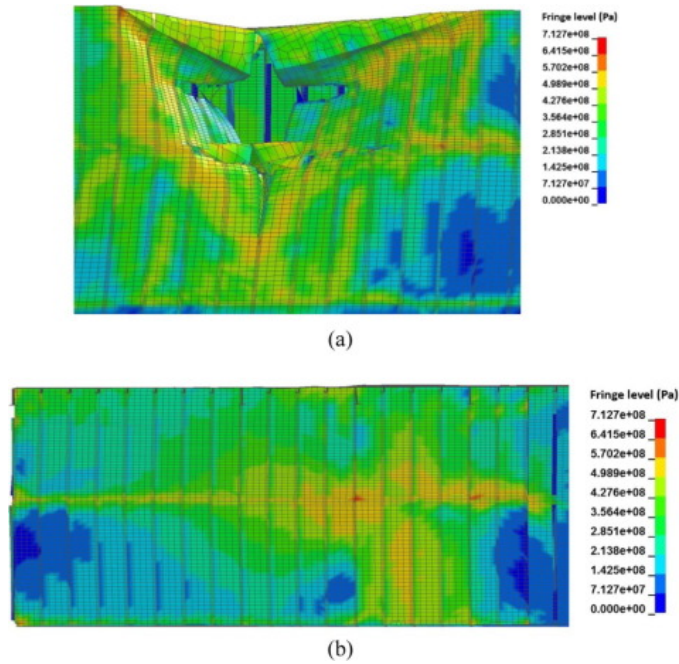 Fringe level (Pa)
7.127e+08
6.415e+08
5.702e+08
4.989e+08
4.276e+08
3.564e+08
2.851e+08
2.138e+08
1.425e+08
7.127e+07
0.000e+00
(a)
Fringe level (Pa)
7.127e+08
6.415e+08
5.702e+08
4.989e+08
4.276e+08
3.564e+08
2.851e+08
2.138e+08
1.425e+08
7.127e+07
0.000e+00
(b)